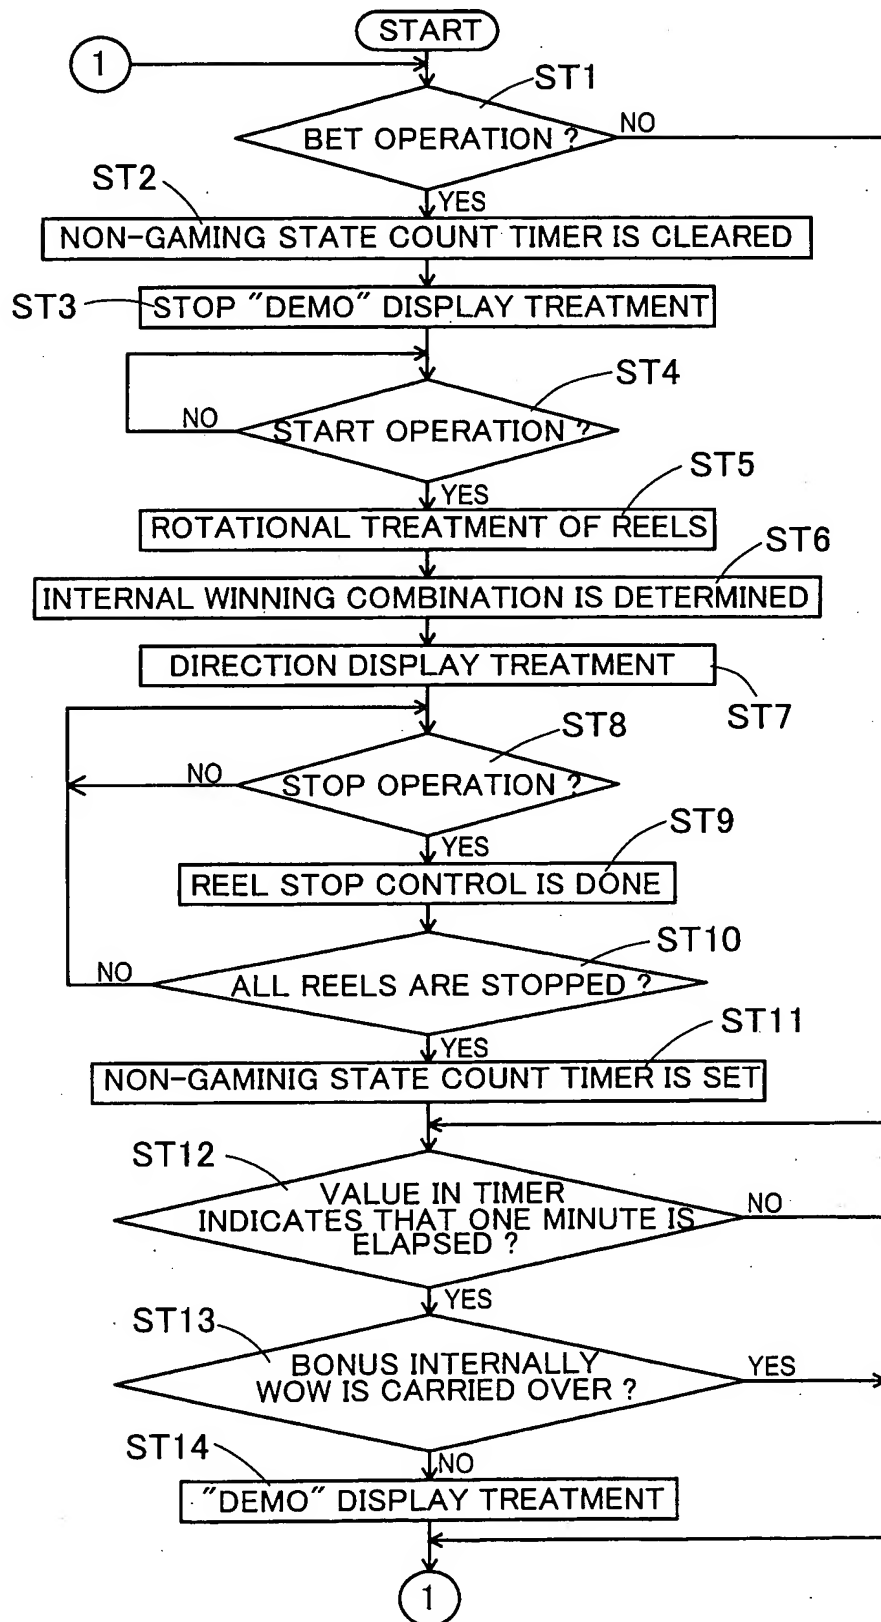 START
1
ST1
BET OPERATION ?
NO
YES
ST2
NON-GAMING STATE COUNT TIMER IS CLEARED
ST3
STOP "DEMO" DISPLAY TREATMENT
ST4
NO
START OPERATION ?
YES
ST5
ROTATIONAL TREATMENT OF REELS
ST6
INTERNAL WINNING COMBINATION IS DETERMINED
DIRECTION DISPLAY TREATMENT
ST7
ST8
NO
STOP OPERATION ?
YES
ST9
REEL STOP CONTROL IS DONE
ST10
NO
ALL REELS ARE STOPPED ?
YES
ST11
NON-GAMINIG STATE COUNT TIMER IS SET
ST12
VALUE IN TIMER
INDICATES THAT ONE MINUTE IS
ELAPSED ?
NO
YES
ST13
BONUS INTERNALLY
WOW IS CARRIED OVER ?
YES
NO
ST14
"DEMO" DISPLAY TREATMENT
1